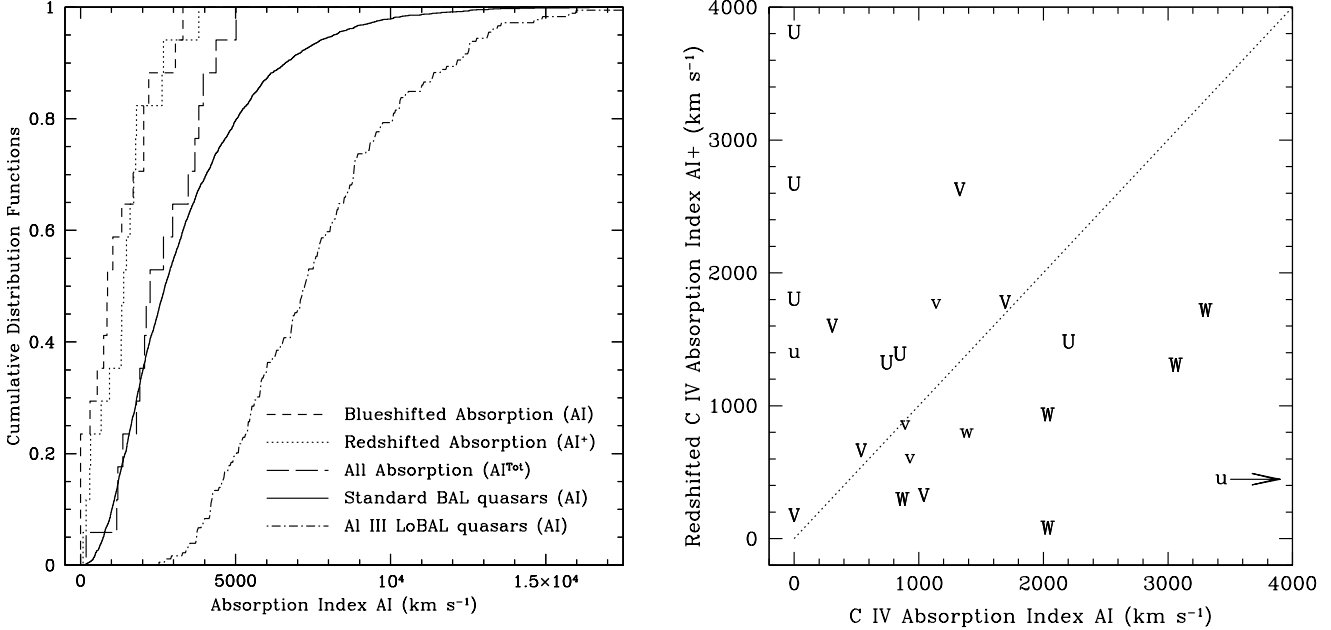 1
0.8
0.6
0.4
0.2
0
Cumulative Distribution Functions
Blueshifted Absorption (AI)
Redshifted Absorption (AI⁺)
All Absorption (AIᵀᵒᵗ)
Standard BAL quasars (AI)
Al III LoBAL quasars (AI)
0 5000 10⁴ 1.5×10⁴
Absorption Index AI (km s⁻¹)
4000
3000
2000
1000
0
Redshifted C IV Absorption Index AI+ (km s⁻¹)
U
U V
U v V W
V
u U U U W
W
v w
V v
u
W V
V W
0 1000 2000 3000 4000
C IV Absorption Index AI (km s⁻¹)